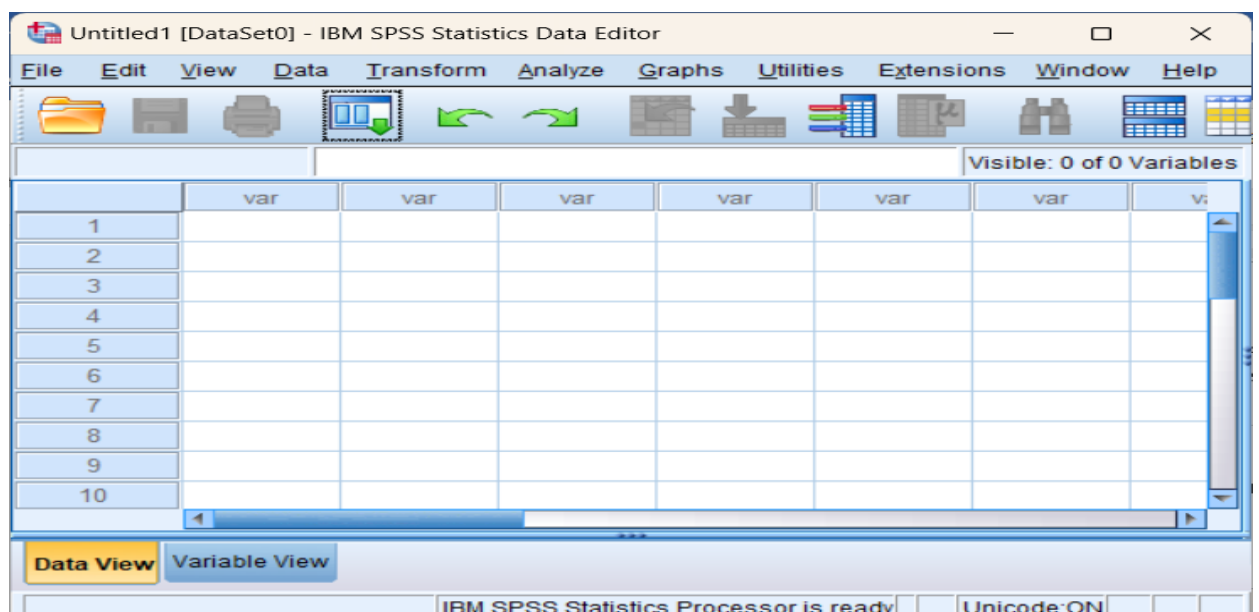 Untitled1 [DataSet0] - IBM SPSS Statistics Data Editor
File Edit View Data Transform Analyze Graphs Utilities Extensions Window Help
Visible: 0 of 0 Variables
var var var var var var va
1
2
3
4
5
6
7
8
9
10
Data View Variable View
IBM SPSS Statistics Processor is ready Unicode:ON